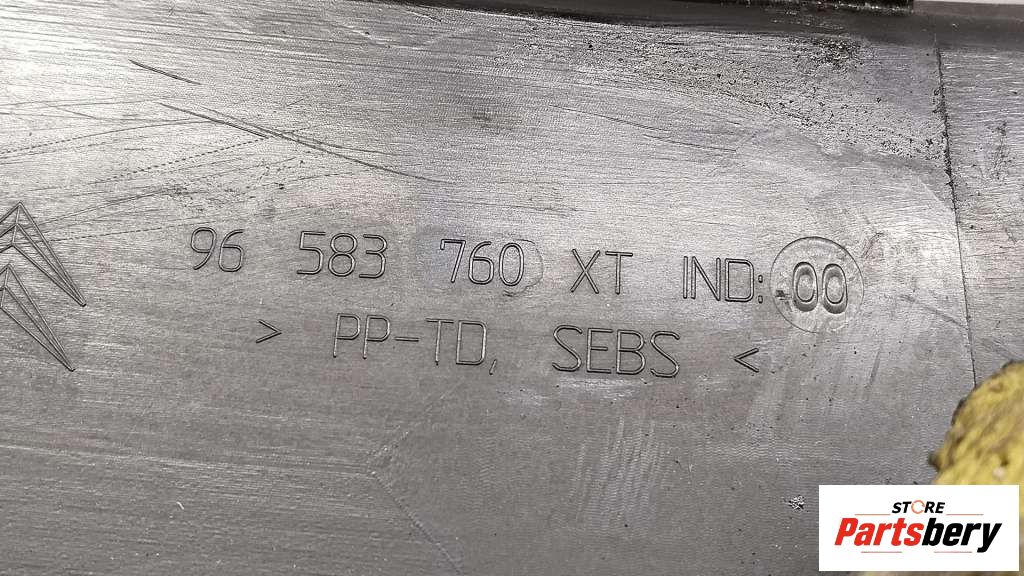 96 583 760 XT IND: 00
> PP-TD, SEBS <
STORE
Partsbery